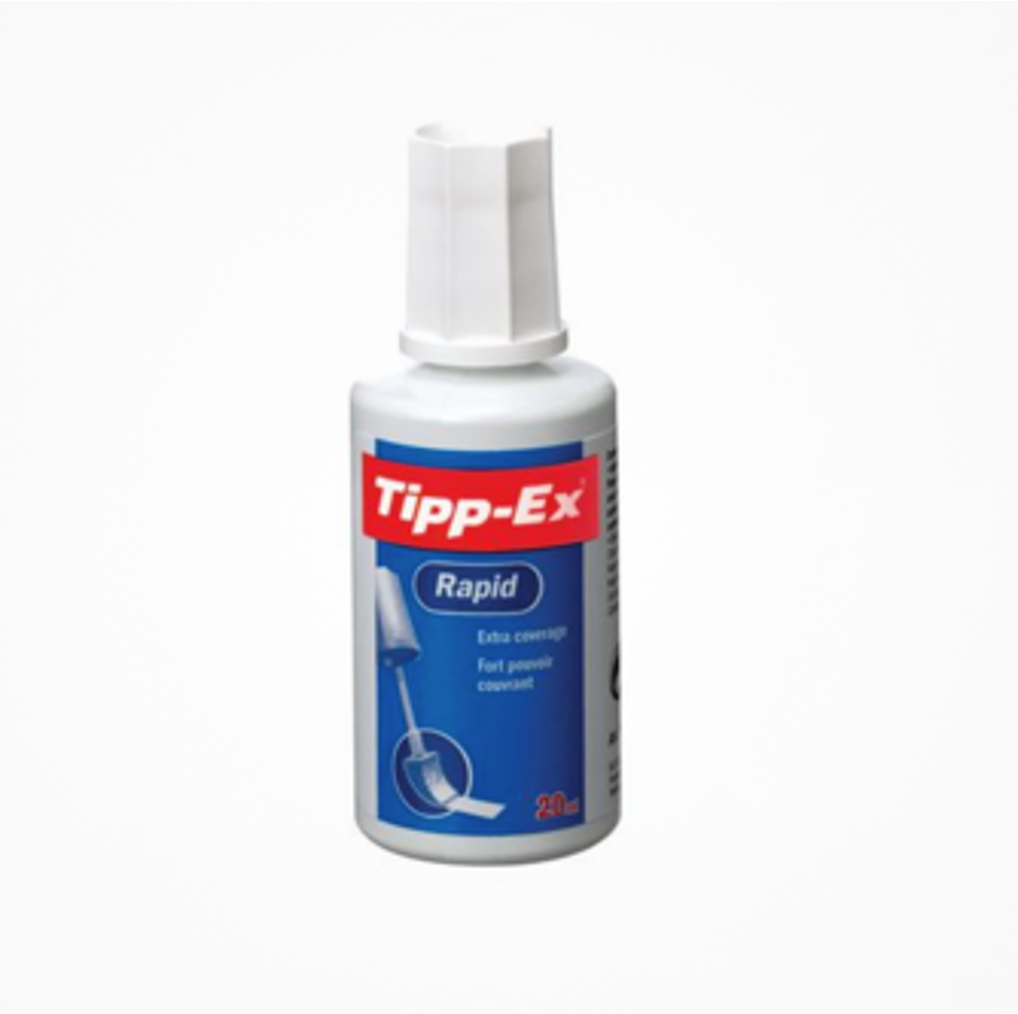 Tipp-Ex
Rapid
Extra coverage
Fort pouvoir
couvrant
20ml